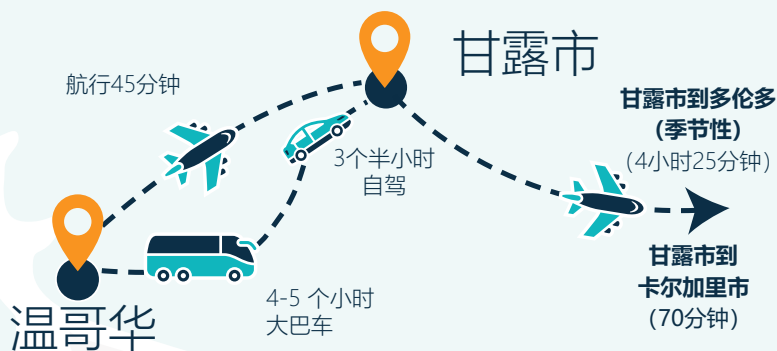 甘露市
航行45分钟
甘露市到多伦多
（季节性）
（4小时25分钟）
3个半小时
自驾
甘露市到
卡尔加里市
（70分钟）
4-5 个小时
大巴车
温哥华